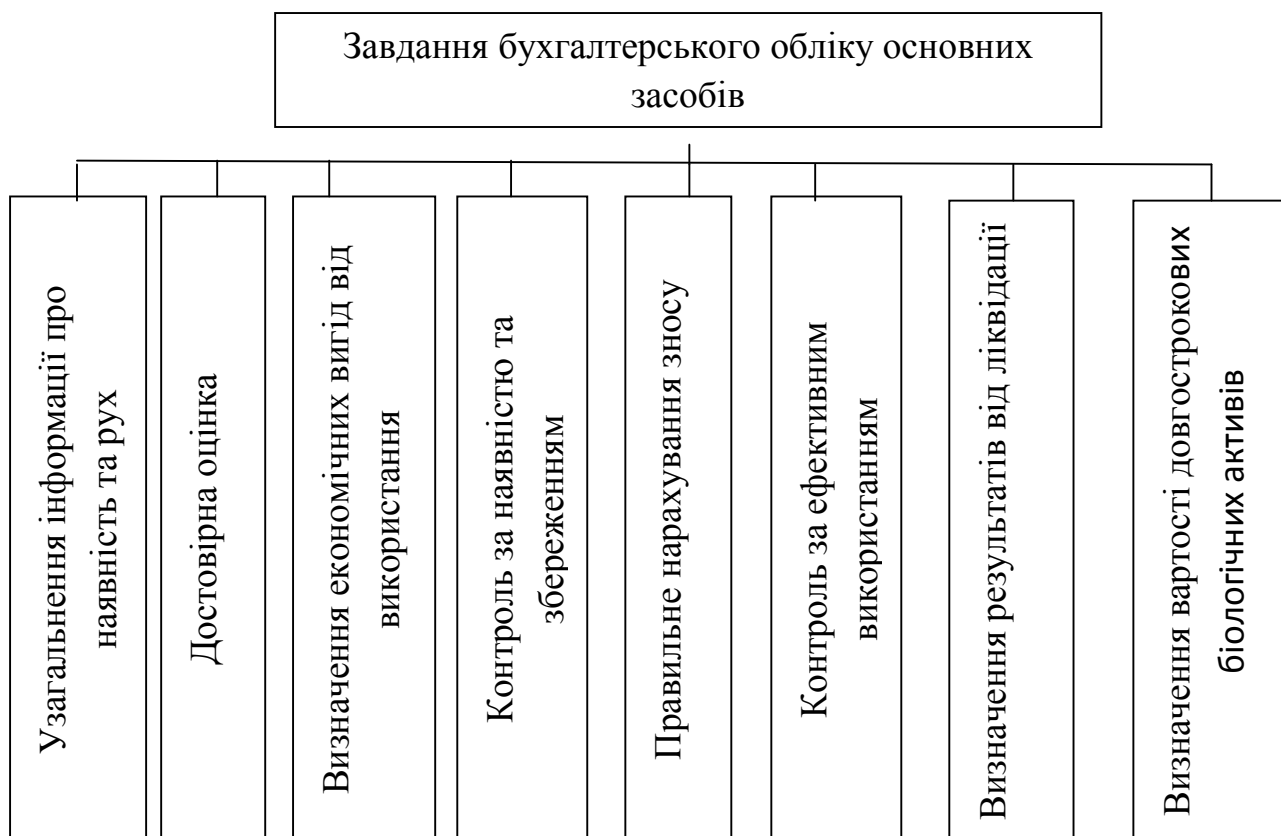 Завдання бухгалтерського обліку основних
засобів
Узагальнення інформації про
наявність та рух
Достовірна оцінка
Визначення економічних вигід від
використання
Контроль за наявністю та
збереженням
Правильне нарахування зносу
Контроль за ефективним
використанням
Визначення результатів від ліквідації
Визначення вартості довгострокових
біологічних активів